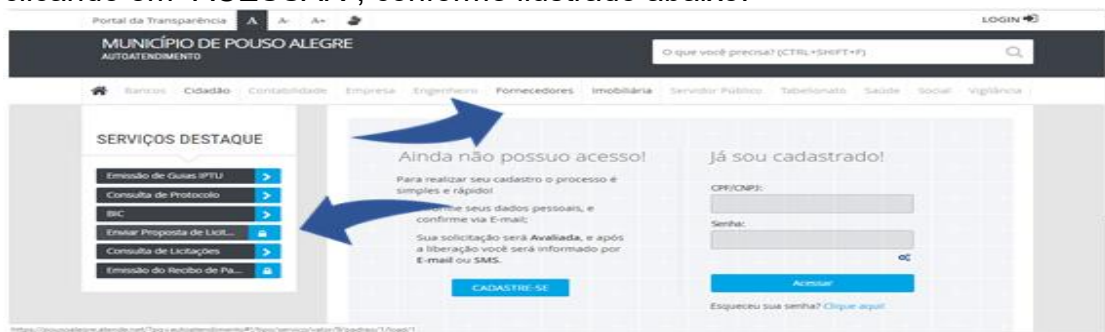 Portal da Transparência A A- A+ LOGIN
MUNICÍPIO DE POUSO ALEGRE
AUTOATENDIMENTO
O que você precisa? (CTRL+SHIFT+F)
Bancos Cidadão Contabilidade Empresa Engenheiro Fornecedores Imobiliária Servidor Público Tabelionato Saúde Social Vigilância
SERVIÇOS DESTAQUE
Emissão de Guias IPTU
Consulta de Protocolo
BIC
Enviar Proposta de Licit...
Consulta de Licitações
Emissão do Recibo de Pa...
Ainda não possuo acesso!
Para realizar seu cadastro o processo é
simples e rápido!
seus dados pessoais, e
confirme via E-mail;
Sua solicitação será Avaliada, e após
a liberação você será informado por
E-mail ou SMS.
CADASTRE-SE
Já sou cadastrado!
CPF/CNPJ:
Senha:
Acessar
Esqueceu sua senha? Clique aqui!